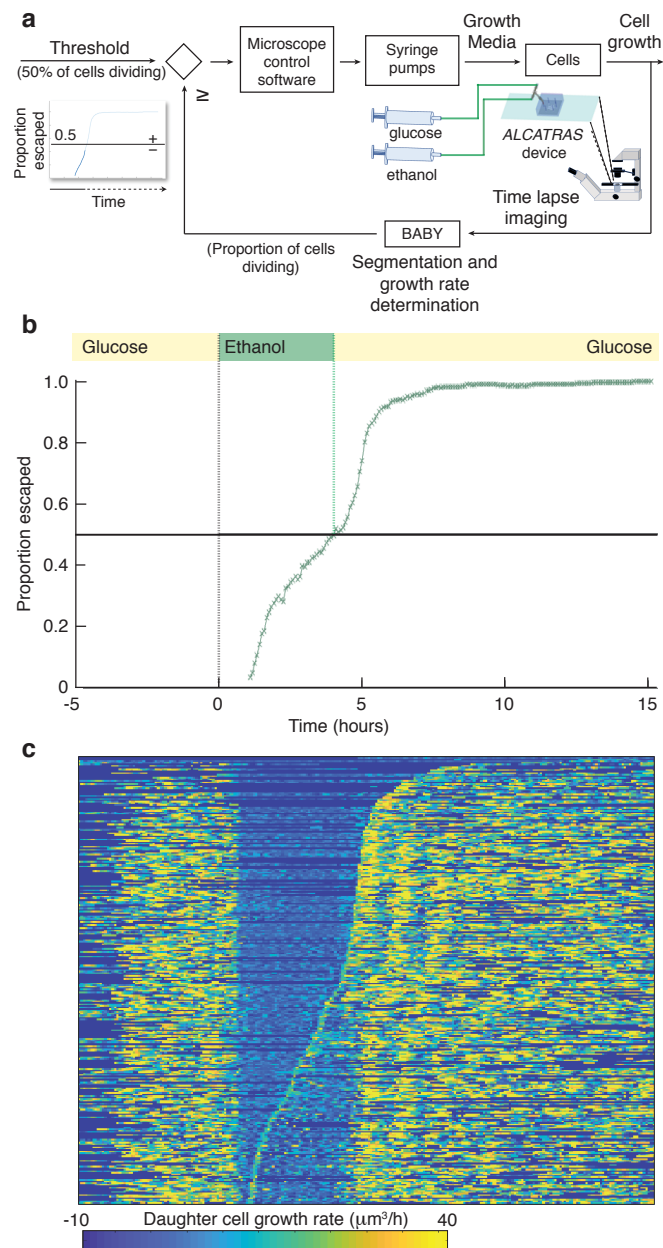 a
Threshold
(50% of cells dividing)
≥
Microscope
control
software
Syringe
pumps
Growth
Media
Cells
Cell
growth
Proportion
escaped
0.5
+
−
Time
glucose
ethanol
ALCATRAS
device
Time lapse
imaging
BABY
(Proportion of cells
dividing)
Segmentation and
growth rate
determination
b
Glucose
Ethanol
Glucose
Proportion escaped
1.0
0.8
0.6
0.4
0.2
0
-5 0 5 10 15
Time (hours)
c
-10 Daughter cell growth rate (μm³/h) 40